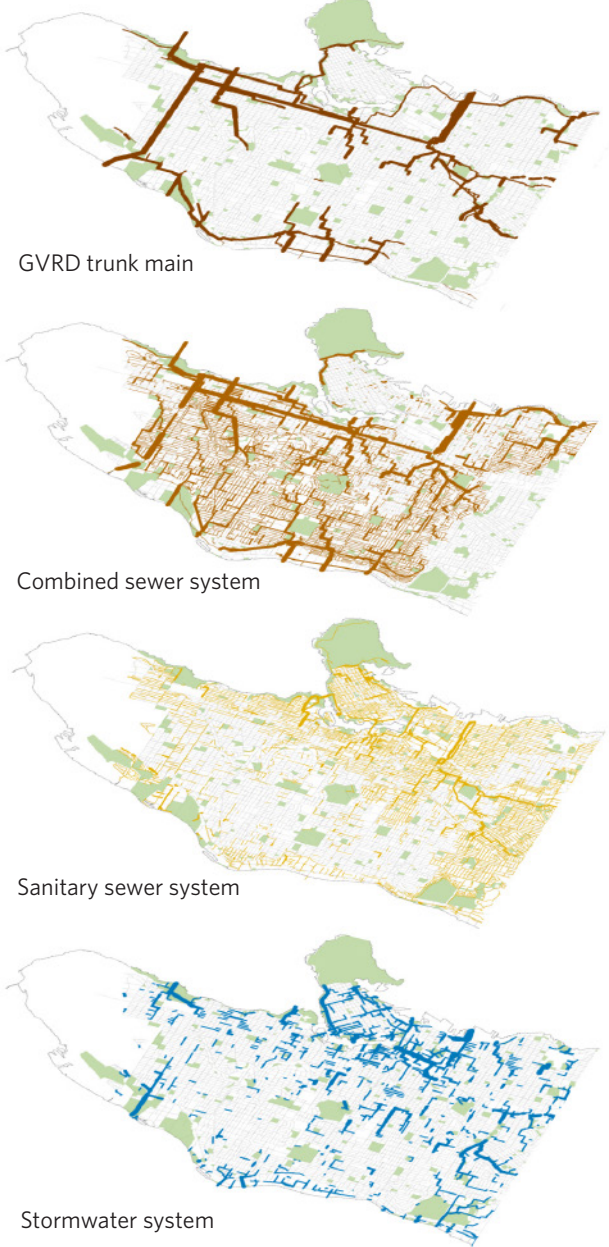 GVRD trunk main
Combined sewer system
Sanitary sewer system
Stormwater system